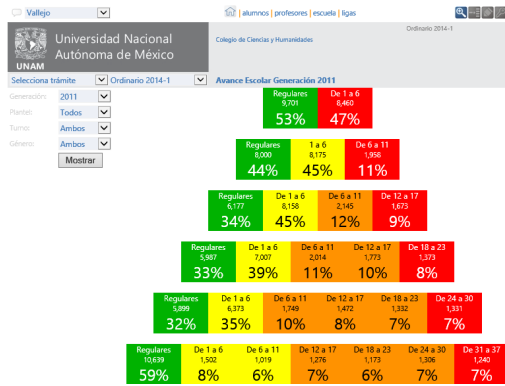 Vallejo
alumnos | profesores | escuela | ligas
Universidad Nacional
Autónoma de México
UNAM
Ordinario 2014-1
Colegio de Ciencias y Humanidades
Selecciona trámite Ordinario 2014-1 Avance Escolar Generación 2011
Generación: 2011
Plantel: Todos
Turno: Ambos
Género: Ambos
Mostrar
Regulares De 1 a 6
9,701 8,460
53% 47%
Regulares 1 a 6 De 6 a 11
8,000 8,175 1,958
44% 45% 11%
Regulares De 1 a 6 De 6 a 11 De 12 a 17
6,177 8,158 2,145 1,673
34% 45% 12% 9%
Regulares De 1 a 6 De 6 a 11 De 12 a 17 De 18 a 23
5,987 7,007 2,014 1,773 1,373
33% 39% 11% 10% 8%
Regulares De 1 a 6 De 6 a 11 De 12 a 17 De 18 a 23 De 24 a 30
5,899 6,373 1,749 1,472 1,332 1,331
32% 35% 10% 8% 7% 7%
Regulares De 1 a 6 De 6 a 11 De 12 a 17 De 18 a 23 De 24 a 30 De 31 a 37
10,639 1,502 1,019 1,276 1,173 1,306 1,240
59% 8% 6% 7% 6% 7% 7%